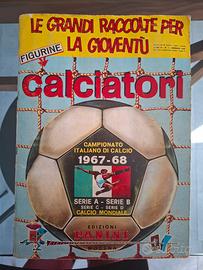 LE GRANDI RACCOLTE PER
LA GIOVENTÙ
FIGURINE
calciatori
CAMPIONATO
ITALIANO DI CALCIO
1967-68
SERIE A - SERIE B
SERIE C - SERIE D
CALCIO MONDIALE
EDIZIONI
PANINI